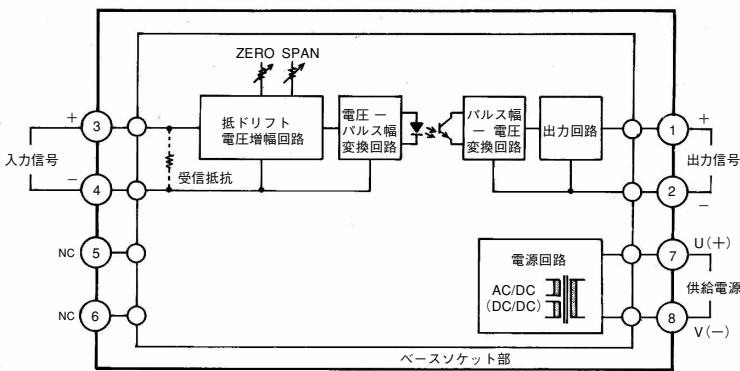 ZERO SPAN
+
3
抵ドリフト
電圧増幅回路
電圧 ー
パルス幅
変換回路
パルス幅
ー 電圧
変換回路
出力回路
1
+
入力信号
出力信号
−
4
受信抵抗
2
−
NC
5
電源回路
AC/DC
(DC/DC)
7
U(+)
供給電源
NC
6
8
V(−)
ベースソケット部